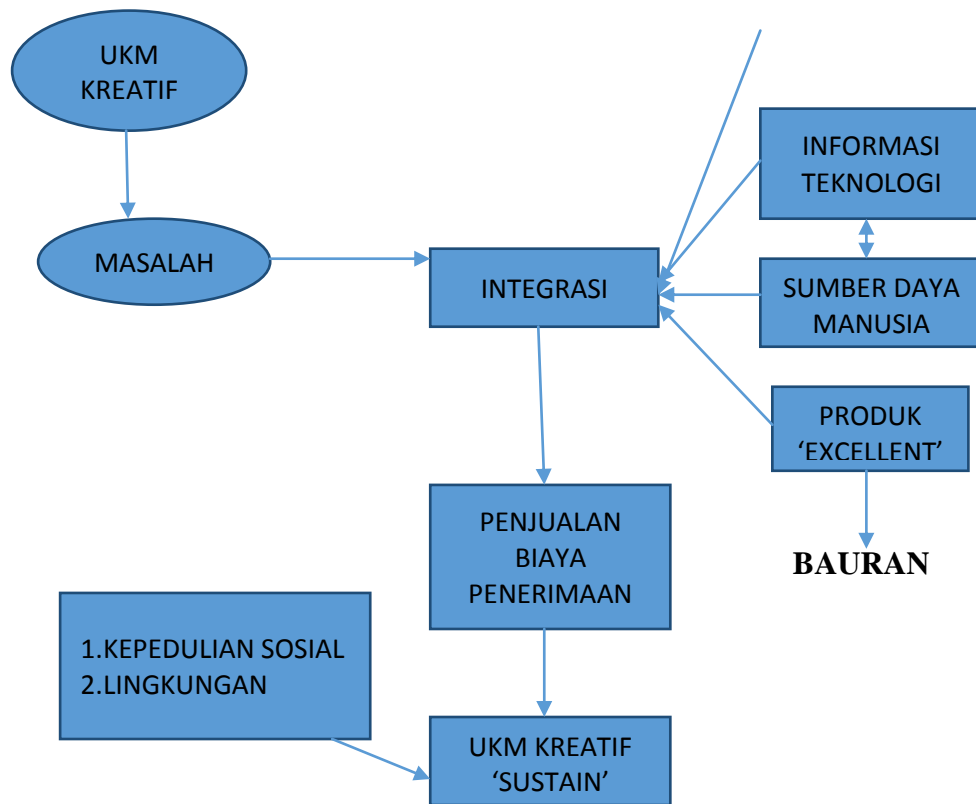 UKM
KREATIF
INFORMASI
TEKNOLOGI
MASALAH
INTEGRASI
SUMBER DAYA
MANUSIA
PRODUK
‘EXCELLENT’
PENJUALAN
BIAYA
PENERIMAAN
BAURAN
1.KEPEDULIAN SOSIAL
2.LINGKUNGAN
UKM KREATIF
‘SUSTAIN’